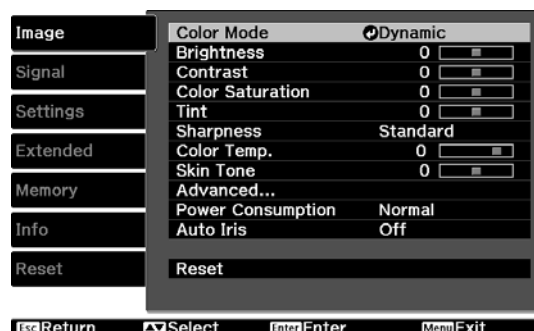 Image
Signal
Settings
Extended
Memory
Info
Reset
Color Mode Dynamic
Brightness 0
Contrast 0
Color Saturation 0
Tint 0
Sharpness Standard
Color Temp. 0
Skin Tone 0
Advanced...
Power Consumption Normal
Auto Iris Off
Reset
Esc Return Select Enter Enter Menu Exit